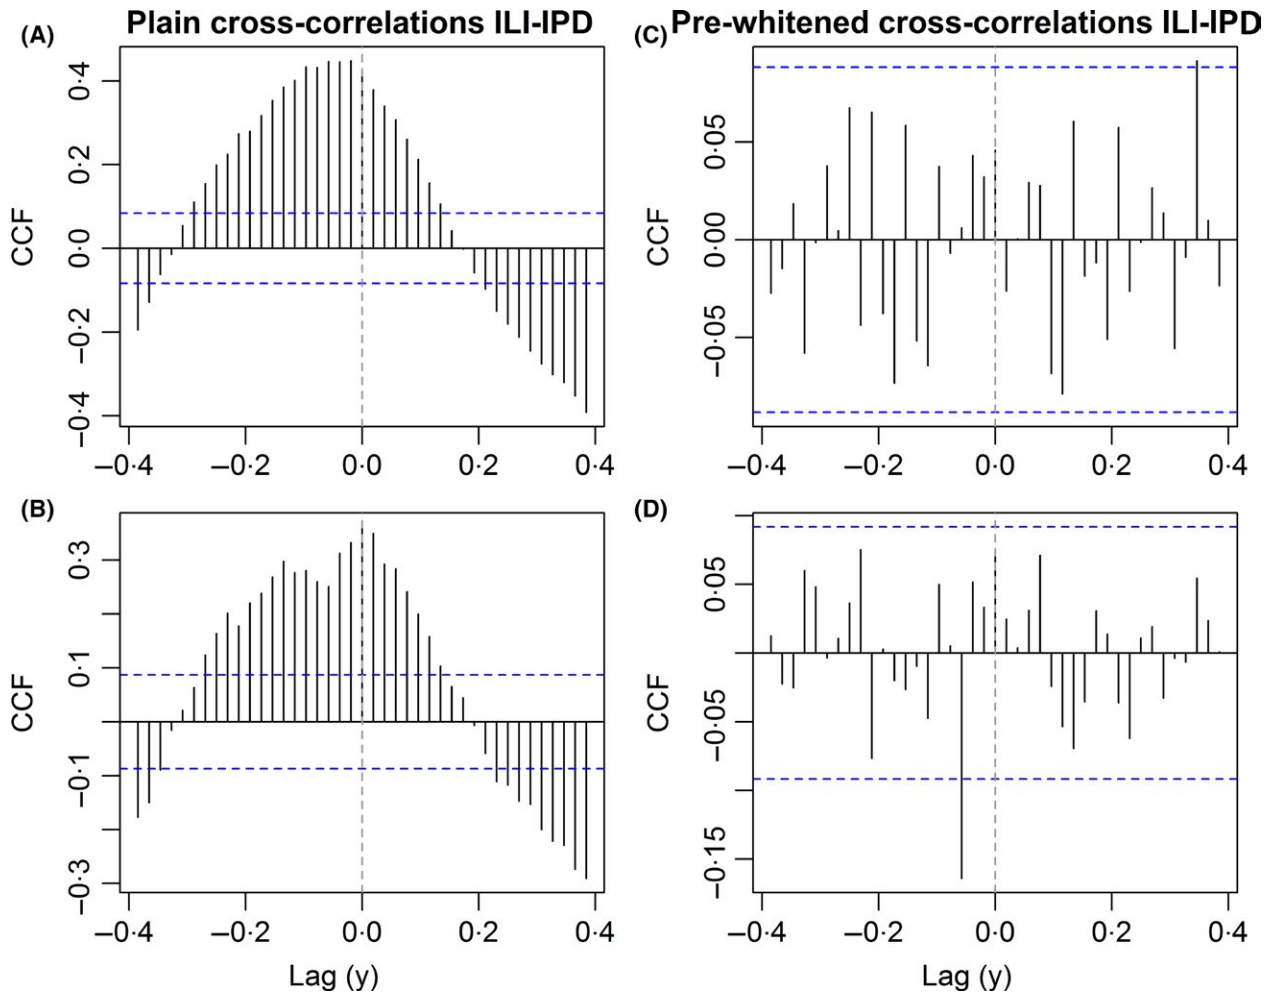 (A) Plain cross-correlations ILI-IPD
CCF
0·4
0·2
0·0
−0·2
−0·4
−0·4 −0·2 0·0 0·2 0·4
(C) Pre-whitened cross-correlations ILI-IPD
CCF
0·05
0·00
−0·05
−0·4 −0·2 0·0 0·2 0·4
(B)
CCF
0·3
0·1
−0·1
−0·3
−0·4 −0·2 0·0 0·2 0·4
Lag (y)
(D)
CCF
0·05
−0·05
−0·15
−0·4 −0·2 0·0 0·2 0·4
Lag (y)